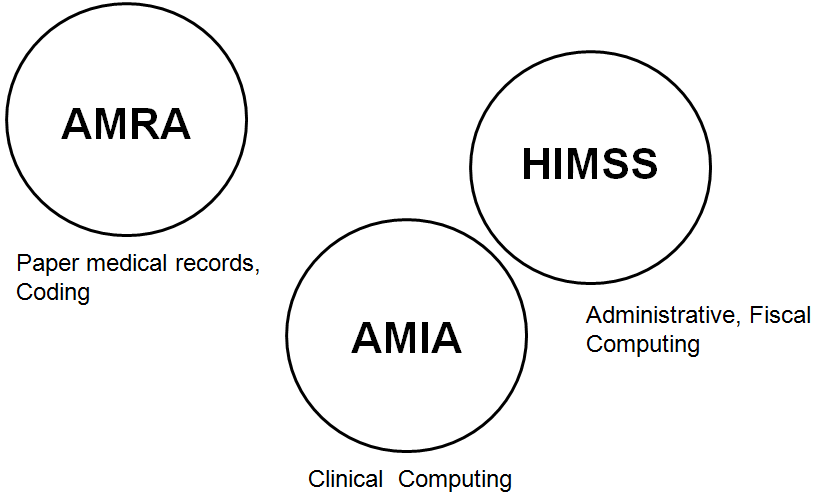 AMRA
Paper medical records,
Coding
HIMSS
Administrative, Fiscal
Computing
AMIA
Clinical Computing